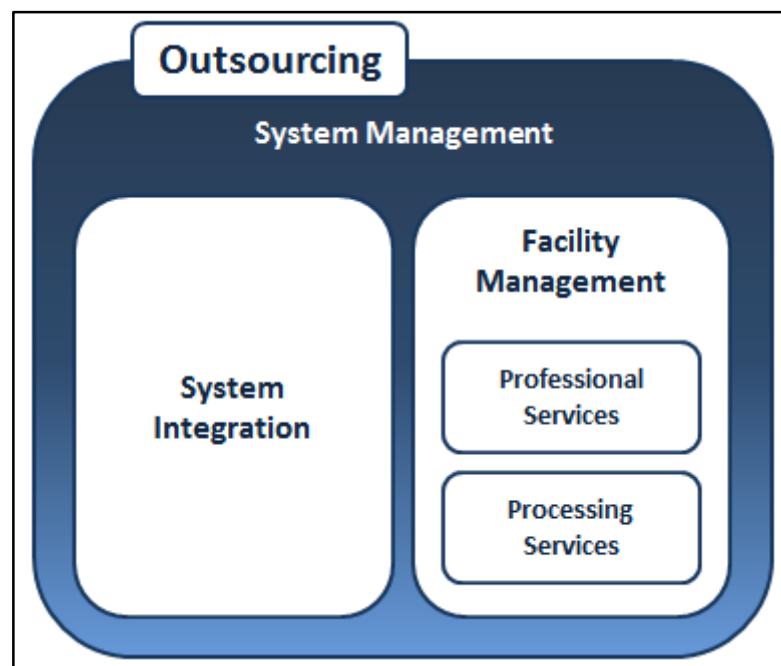 Outsourcing
System Management
System
Integration
Facility
Management
Professional
Services
Processing
Services